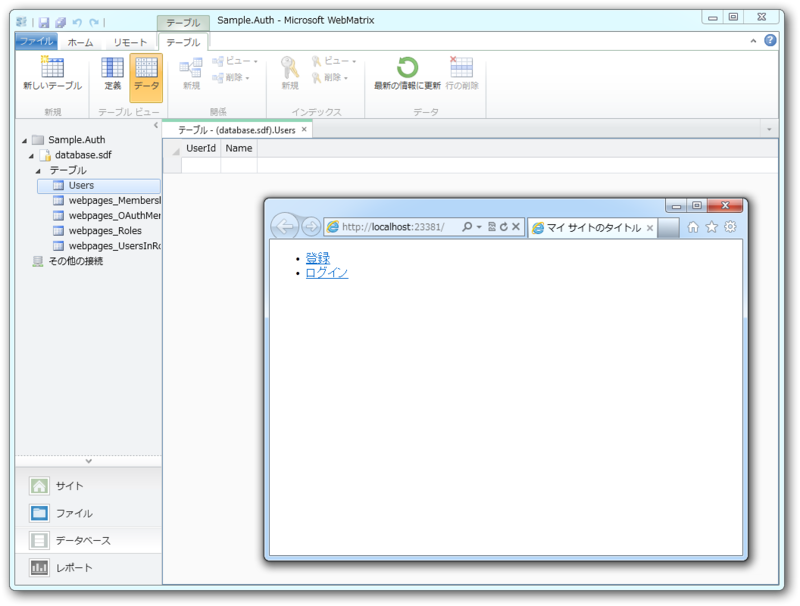 テーブル
Sample.Auth - Microsoft WebMatrix
ファイル ホーム リモート テーブル
新しいテーブル
新規
定義
データ
テーブル ビュー
新規
ビュー
削除
関係
新規
ビュー
削除
インデックス
最新の情報に更新
行の削除
データ
Sample.Auth
database.sdf
テーブル
Users
webpages_Membersh
webpages_OAuthMer
webpages_Roles
webpages_UsersInRo
その他の接続
テーブル - (database.sdf).Users
UserId Name
http://localhost:23381/
マイ サイトのタイトル
登録
ログイン
サイト
ファイル
データベース
レポート